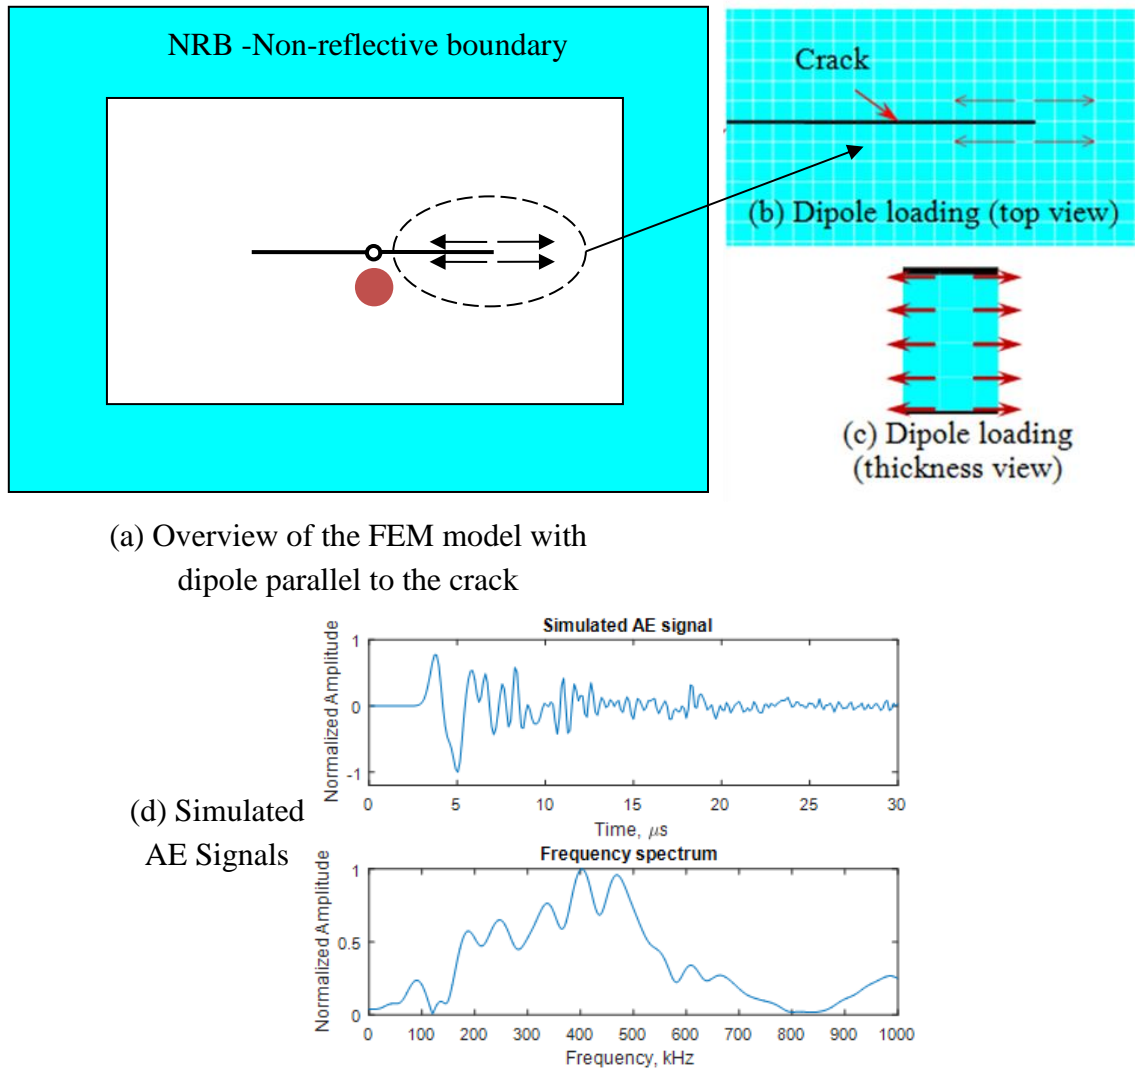 NRB -Non-reflective boundary
Crack
(b) Dipole loading (top view)
(c) Dipole loading
(thickness view)
(a) Overview of the FEM model with
dipole parallel to the crack
(d) Simulated
AE Signals
Simulated AE signal
Normalized Amplitude
1
0
-1
0 5 10 15 20 25 30
Time, μs
Frequency spectrum
Normalized Amplitude
1
0.5
0
0 100 200 300 400 500 600 700 800 900 1000
Frequency, kHz